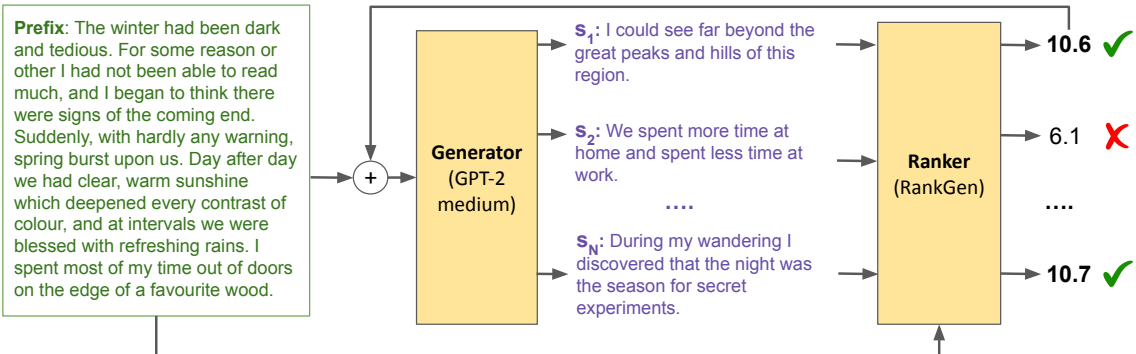 Prefix: The winter had been dark
and tedious. For some reason or
other I had not been able to read
much, and I began to think there
were signs of the coming end.
Suddenly, with hardly any warning,
spring burst upon us. Day after day
we had clear, warm sunshine
which deepened every contrast of
colour, and at intervals we were
blessed with refreshing rains. I
spent most of my time out of doors
on the edge of a favourite wood.
+
Generator
(GPT-2
medium)
s1: I could see far beyond the
great peaks and hills of this
region.
s2: We spent more time at
home and spent less time at
work.
....
sN: During my wandering I
discovered that the night was
the season for secret
experiments.
Ranker
(RankGen)
10.6
6.1
....
10.7